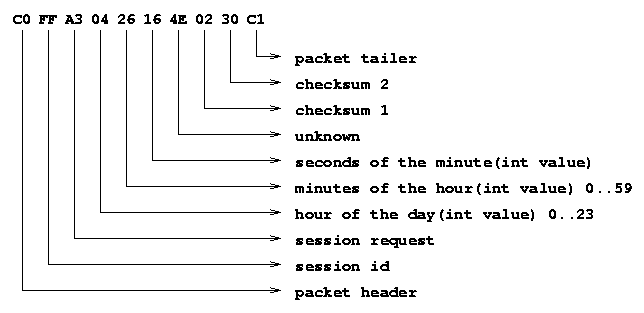 C0 FF A3 04 26 16 4E 02 30 C1
packet tailer
checksum 2
checksum 1
unknown
seconds of the minute(int value)
minutes of the hour(int value) 0..59
hour of the day(int value) 0..23
session request
session id
packet header